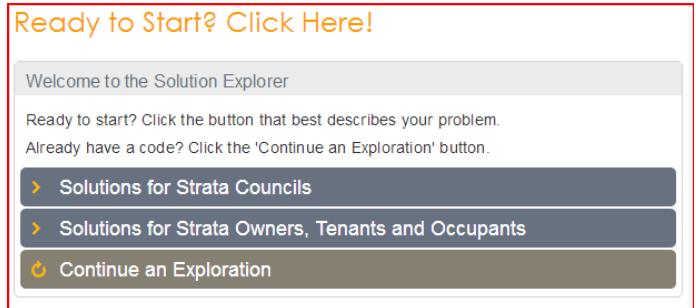 Ready to Start? Click Here!
Welcome to the Solution Explorer
Ready to start? Click the button that best describes your problem.
Already have a code? Click the 'Continue an Exploration' button.
Solutions for Strata Councils
Solutions for Strata Owners, Tenants and Occupants
Continue an Exploration